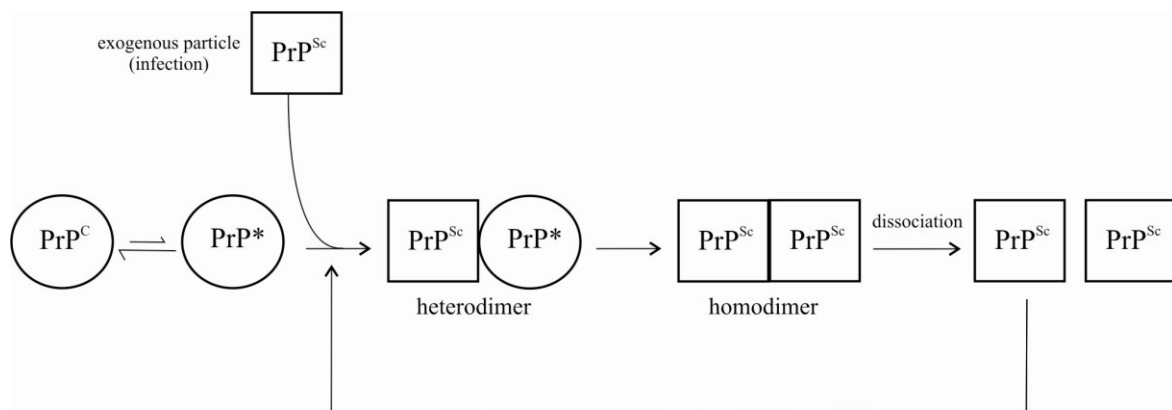 exogenous particle
(infection)
PrP^Sc
PrP^C
PrP*
PrP^Sc
PrP*
PrP^Sc
PrP^Sc
dissociation
PrP^Sc
PrP^Sc
heterodimer
homodimer